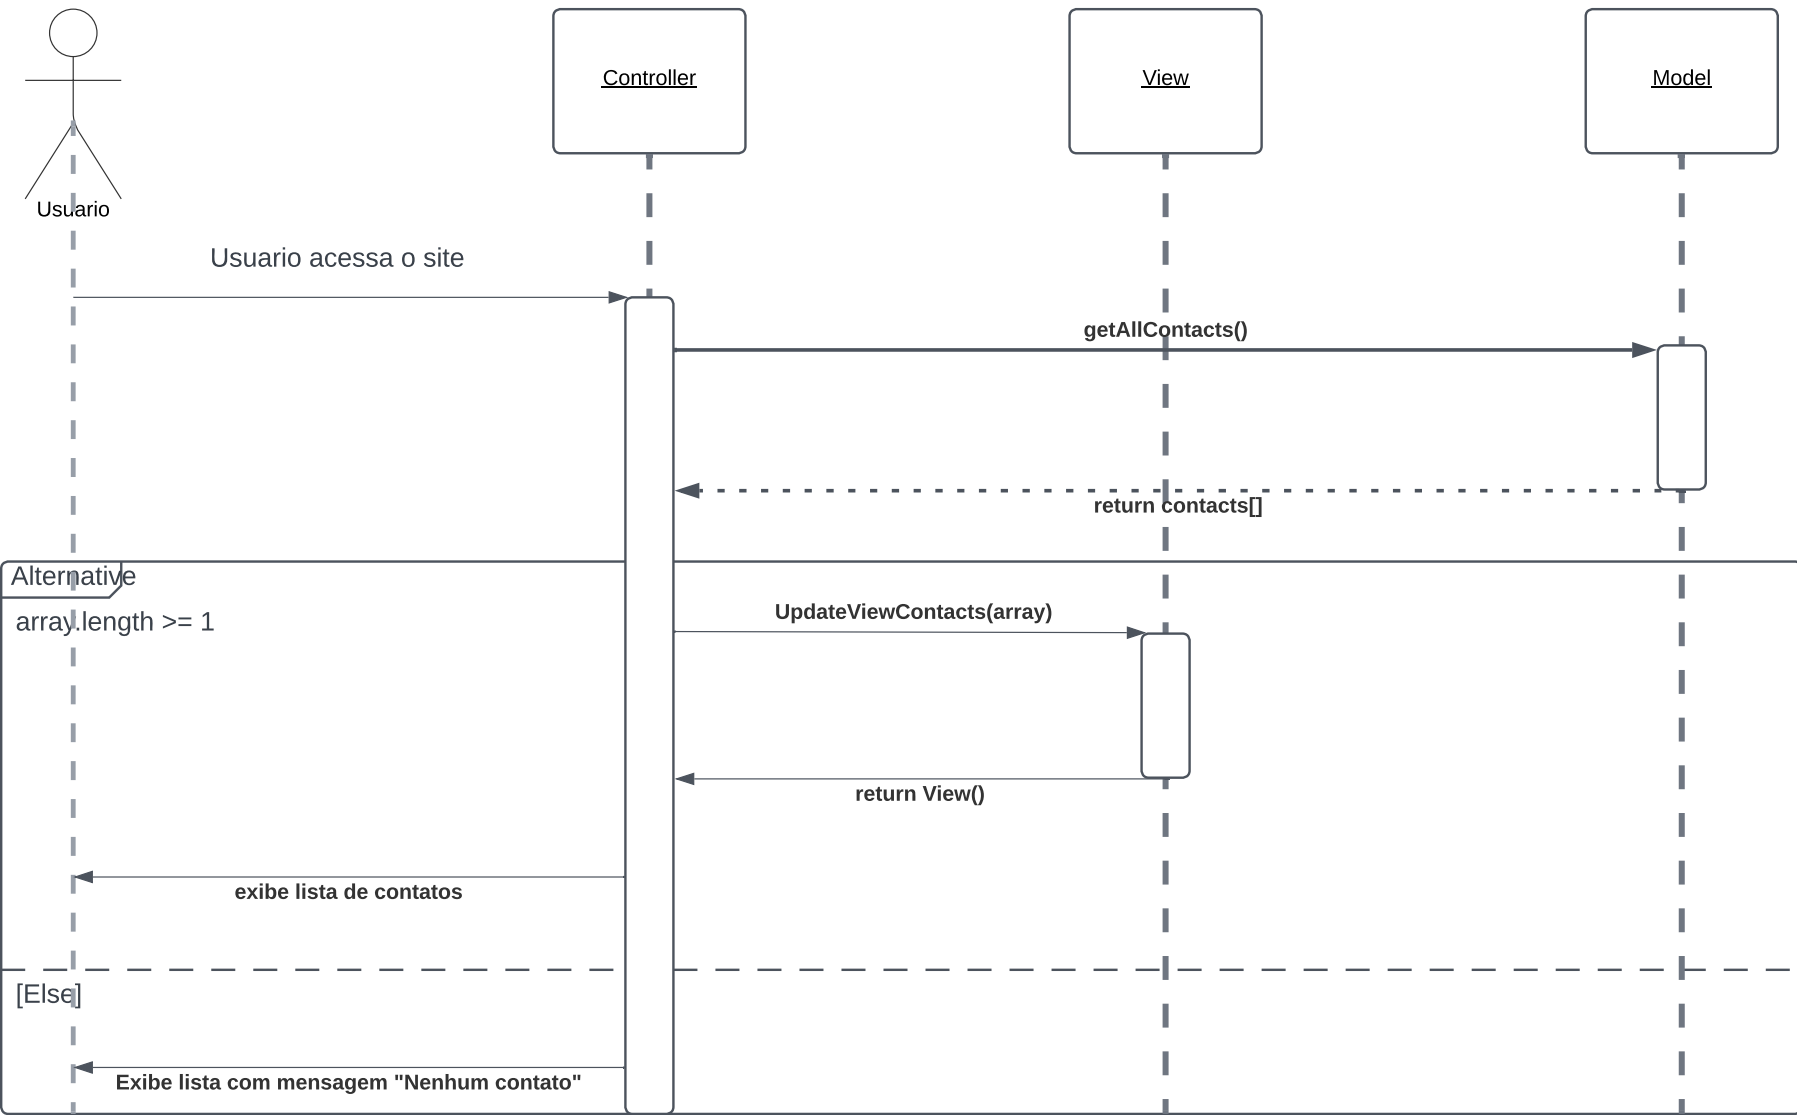 Controller
View
Model
Usuario
Usuario acessa o site
getAllContacts()
return contacts[]
Alternative
array.length >= 1
UpdateViewContacts(array)
return View()
exibe lista de contatos
[Else]
Exibe lista com mensagem "Nenhum contato"